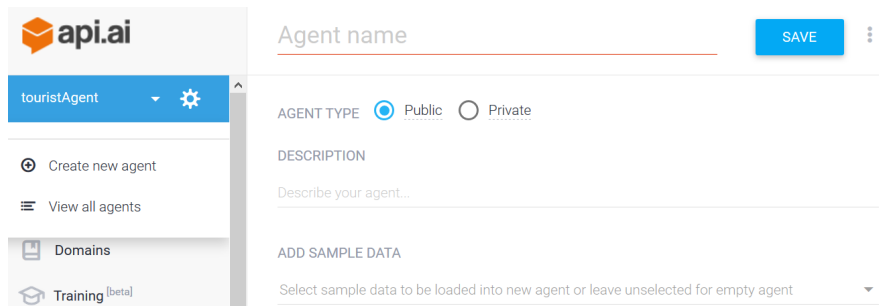 api.ai
Agent name
SAVE
touristAgent
AGENT TYPE Public Private
DESCRIPTION
Create new agent
Describe your agent...
View all agents
Domains
ADD SAMPLE DATA
Training [beta]
Select sample data to be loaded into new agent or leave unselected for empty agent